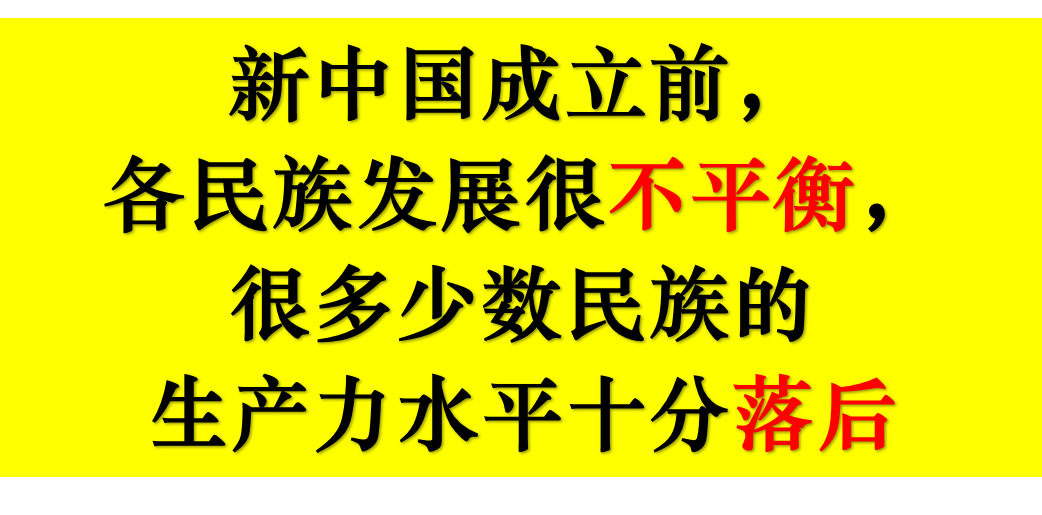 新中国成立前，
各民族发展很不平衡，
很多少数民族的
生产力水平十分落后